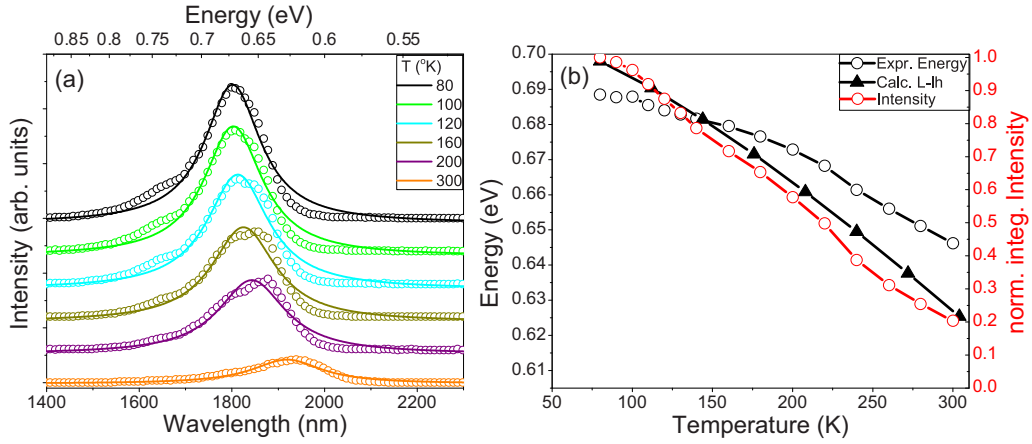 Energy (eV)
0.85 0.8 0.75 0.7 0.65 0.6 0.55
(a)
T (°K)
80
100
120
160
200
300
Intensity (arb. units)
1400 1600 1800 2000 2200
Wavelength (nm)
(b)
Expr. Energy
Calc. L-lh
Intensity
0.70
0.69
0.68
0.67
0.66
0.65
0.64
0.63
0.62
0.61
Energy (eV)
1.0
0.9
0.8
0.7
0.6
0.5
0.4
0.3
0.2
0.1
0.0
norm. integ. Intensity
50 100 150 200 250 300
Temperature (K)